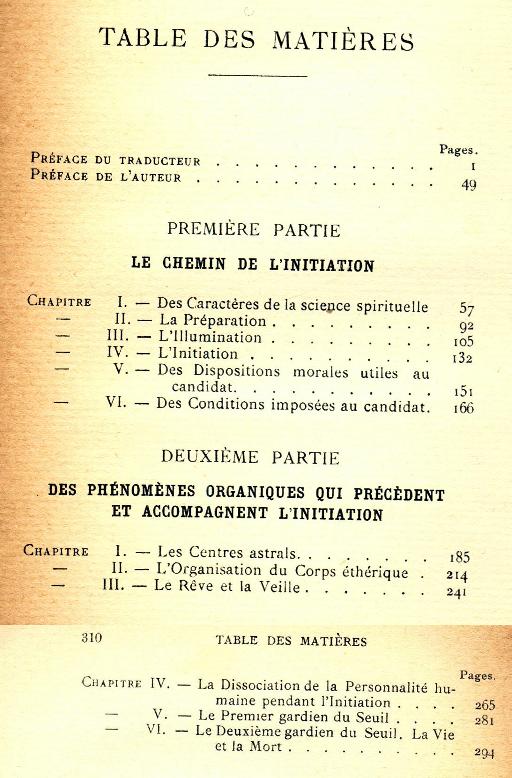 TABLE DES MATIÈRES
Pages.
PRÉFACE DU TRADUCTEUR . . . . . . . . . . . . 1
PRÉFACE DE L'AUTEUR . . . . . . . . . . . . . 49
PREMIÈRE PARTIE
LE CHEMIN DE L'INITIATION
CHAPITRE I. — Des Caractères de la science spirituelle 57
— II. — La Préparation . . . . . . . . . 92
— III. — L'Illumination . . . . . . . . . 105
— IV. — L'Initiation . . . . . . . . . . 132
— V. — Des Dispositions morales utiles au
candidat. . . . . . . . . . . 151
— VI. — Des Conditions imposées au candidat. 166
DEUXIÈME PARTIE
DES PHÉNOMÈNES ORGANIQUES QUI PRÉCÈDENT
ET ACCOMPAGNENT L'INITIATION
CHAPITRE I. — Les Centres astrals. . . . . . . . 185
— II. — L'Organisation du Corps éthérique . 214
— III. — Le Rêve et la Veille . . . . . . . 241
310 TABLE DES MATIÈRES
Pages.
CHAPITRE IV. — La Dissociation de la Personnalité hu-
maine pendant l'Initiation . . . . 265
— V. — Le Premier gardien du Seuil . . . . 281
— VI. — Le Deuxième gardien du Seuil. La Vie
et la Mort . . . . . . . . . . 294